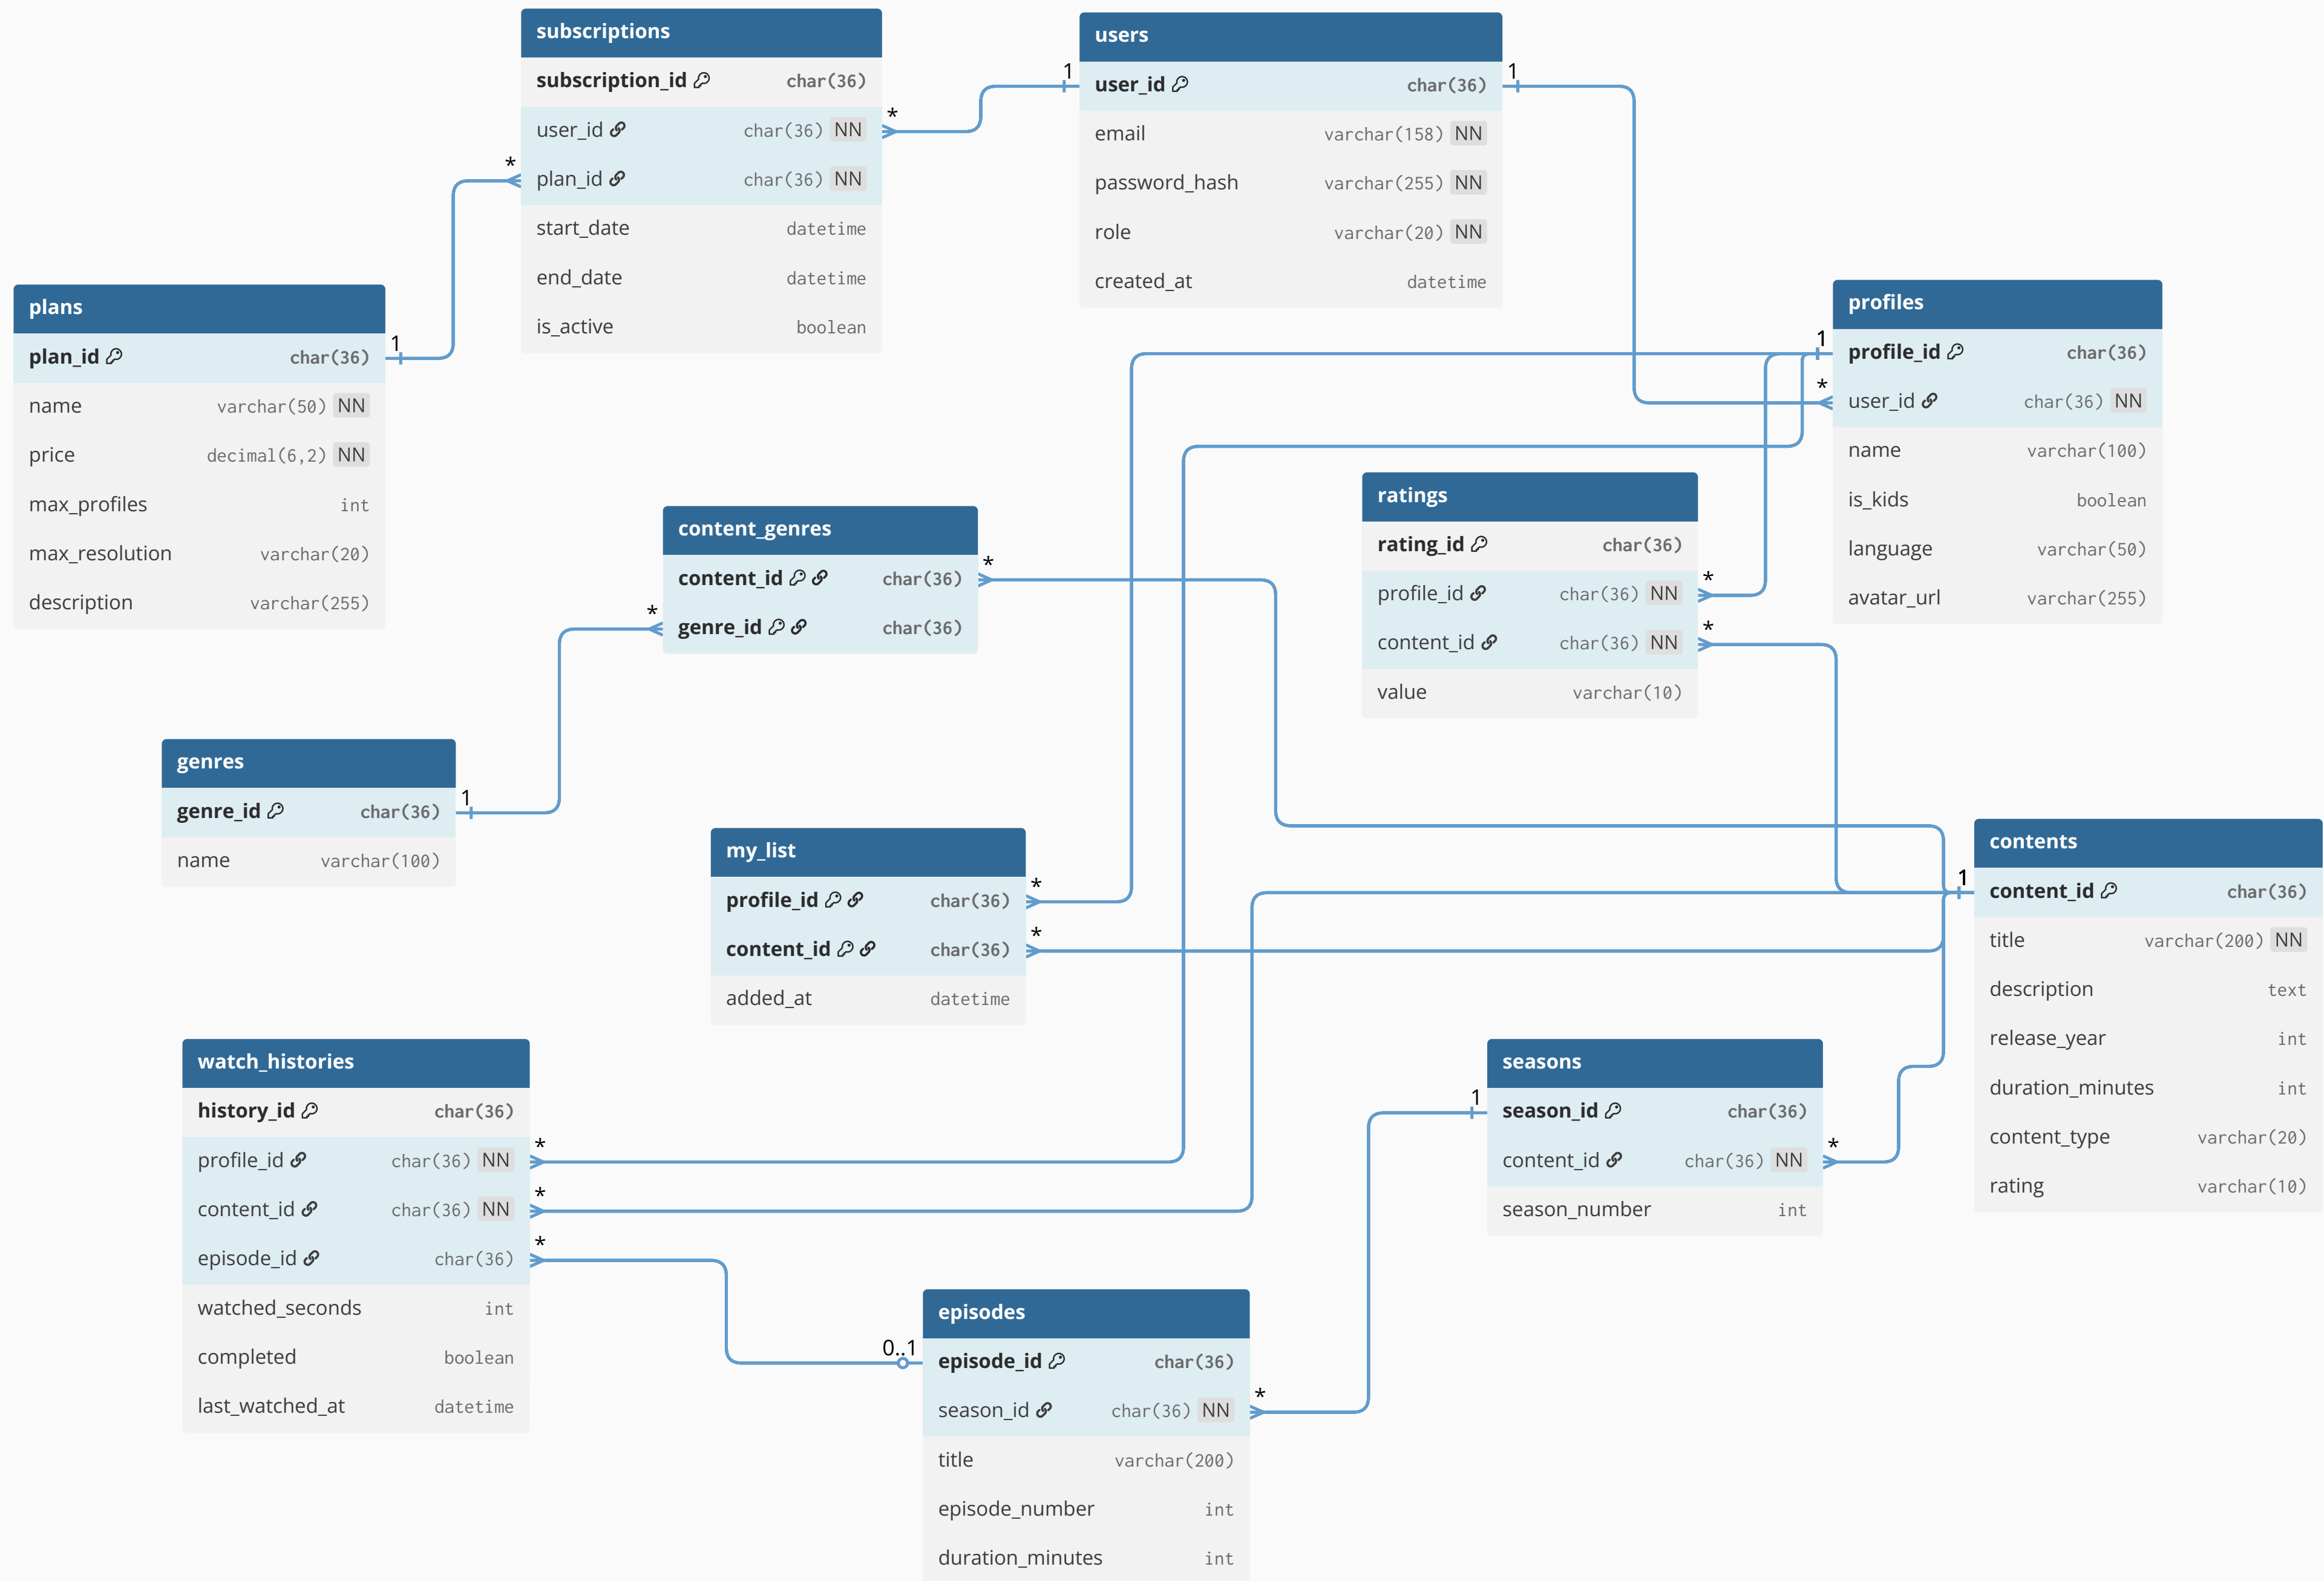 subscriptions
subscription_id char(36)
user_id char(36) NN
plan_id char(36) NN
start_date datetime
end_date datetime
is_active boolean
users
user_id char(36)
email varchar(158) NN
password_hash varchar(255) NN
role varchar(20) NN
created_at datetime
1
1
*
*
plans
plan_id char(36)
name varchar(50) NN
price decimal(6,2) NN
max_profiles int
max_resolution varchar(20)
description varchar(255)
1
profiles
profile_id char(36)
user_id char(36) NN
name varchar(100)
is_kids boolean
language varchar(50)
avatar_url varchar(255)
1
*
ratings
rating_id char(36)
profile_id char(36) NN
content_id char(36) NN
value varchar(10)
*
*
content_genres
content_id char(36)
genre_id char(36)
*
*
genres
genre_id char(36)
name varchar(100)
1
my_list
profile_id char(36)
content_id char(36)
added_at datetime
*
*
contents
content_id char(36)
title varchar(200) NN
description text
release_year int
duration_minutes int
content_type varchar(20)
rating varchar(10)
1
watch_histories
history_id char(36)
profile_id char(36) NN
content_id char(36) NN
episode_id char(36)
watched_seconds int
completed boolean
last_watched_at datetime
*
*
*
seasons
season_id char(36)
content_id char(36) NN
season_number int
1
*
episodes
episode_id char(36)
season_id char(36) NN
title varchar(200)
episode_number int
duration_minutes int
0..1
*